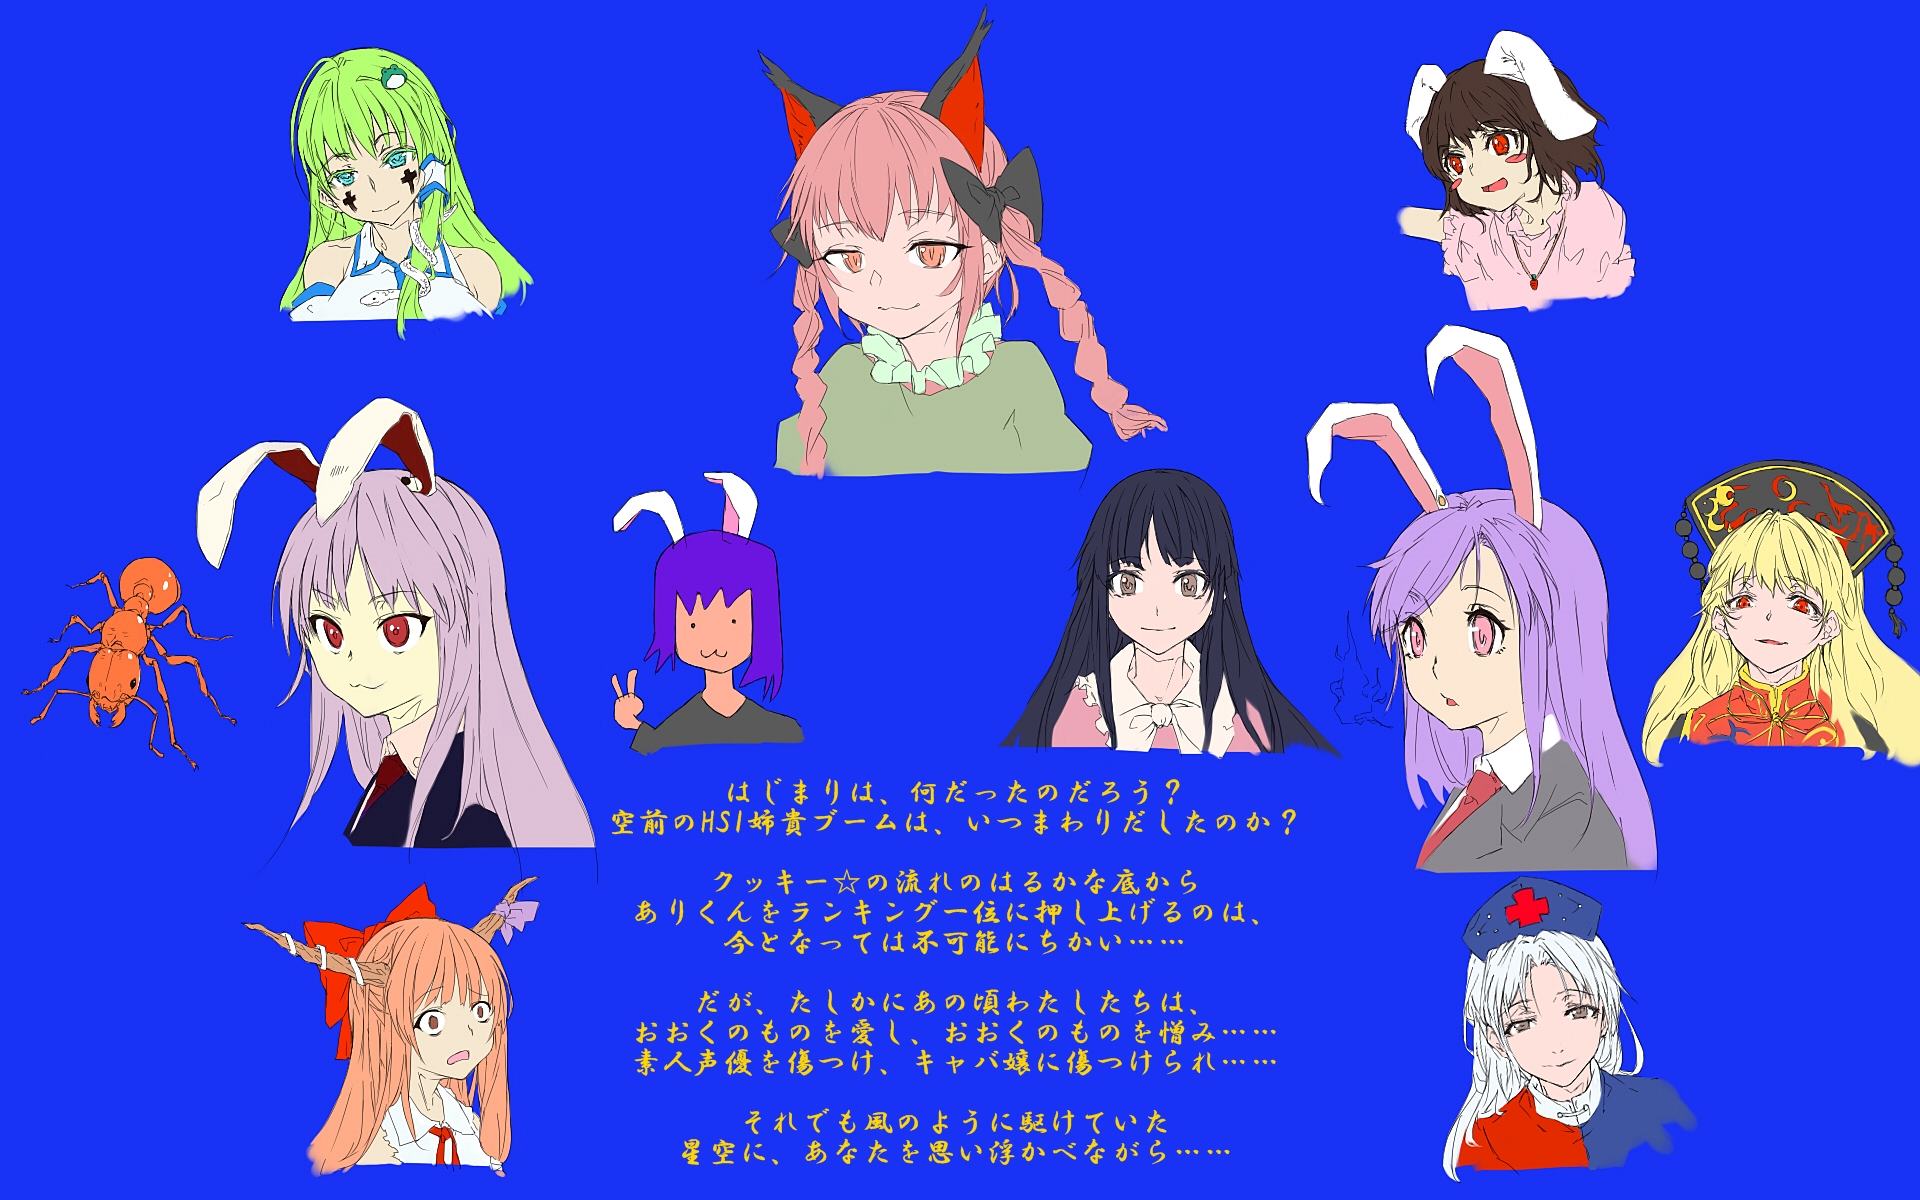 はじまりは、何だったのだろう？
空前のHSI姉貴ブームは、いつまわりだしたのか？
クッキー☆の流れのはるかな底から
ありくんをランキング一位に押し上げるのは、
今となっては不可能にちかい……
だが、たしかにあの頃わたしたちは、
おおくのものを愛し、おおくのものを憎み……
素人声優を傷つけ、キャバ嬢に傷つけられ……
それでも風のように駆けていた
星空に、あなたを思い浮かべながら……